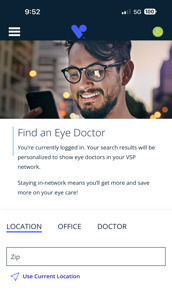 9:52
5G
Find an Eye Doctor
You're currently logged in. Your search results will be
personalized to show eye doctors in your VSP
network.
Staying in-network means you'll get more and save
more on your eye care!
LOCATION OFFICE DOCTOR
Zip
Use Current Location